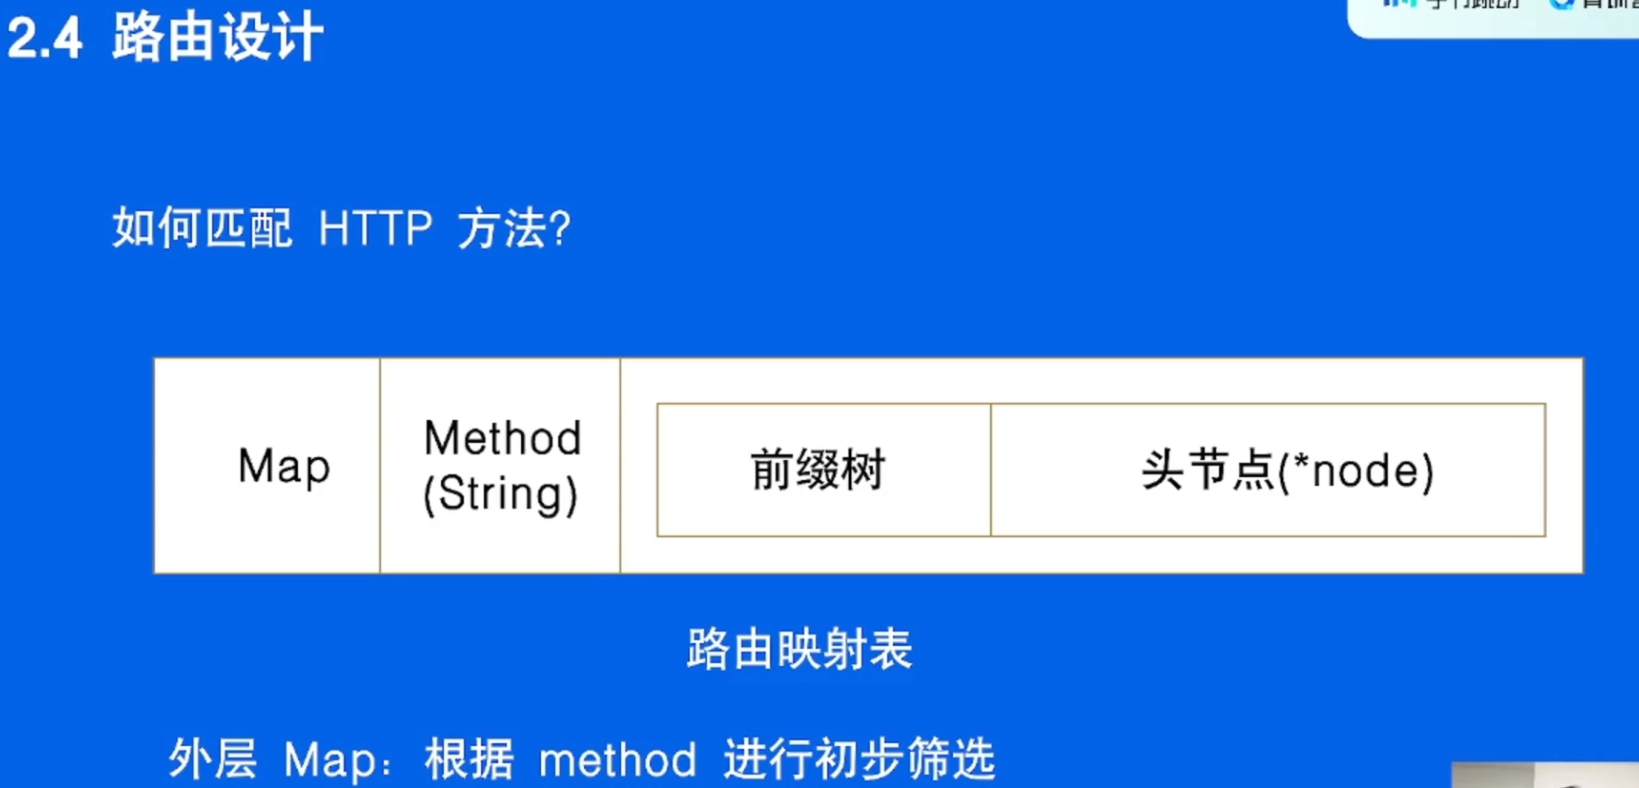 2.4 路由设计
如何匹配 HTTP 方法?
Map
Method
(String)
前缀树
头节点(*node)
路由映射表
外层 Map: 根据 method 进行初步筛选